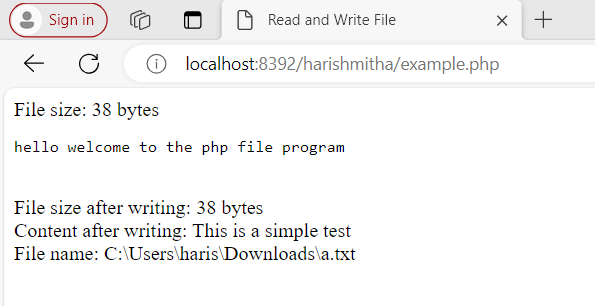 Sign in
Read and Write File
localhost:8392/harishmitha/example.php
File size: 38 bytes
hello welcome to the php file program
File size after writing: 38 bytes
Content after writing: This is a simple test
File name: C:\Users\haris\Downloads\a.txt